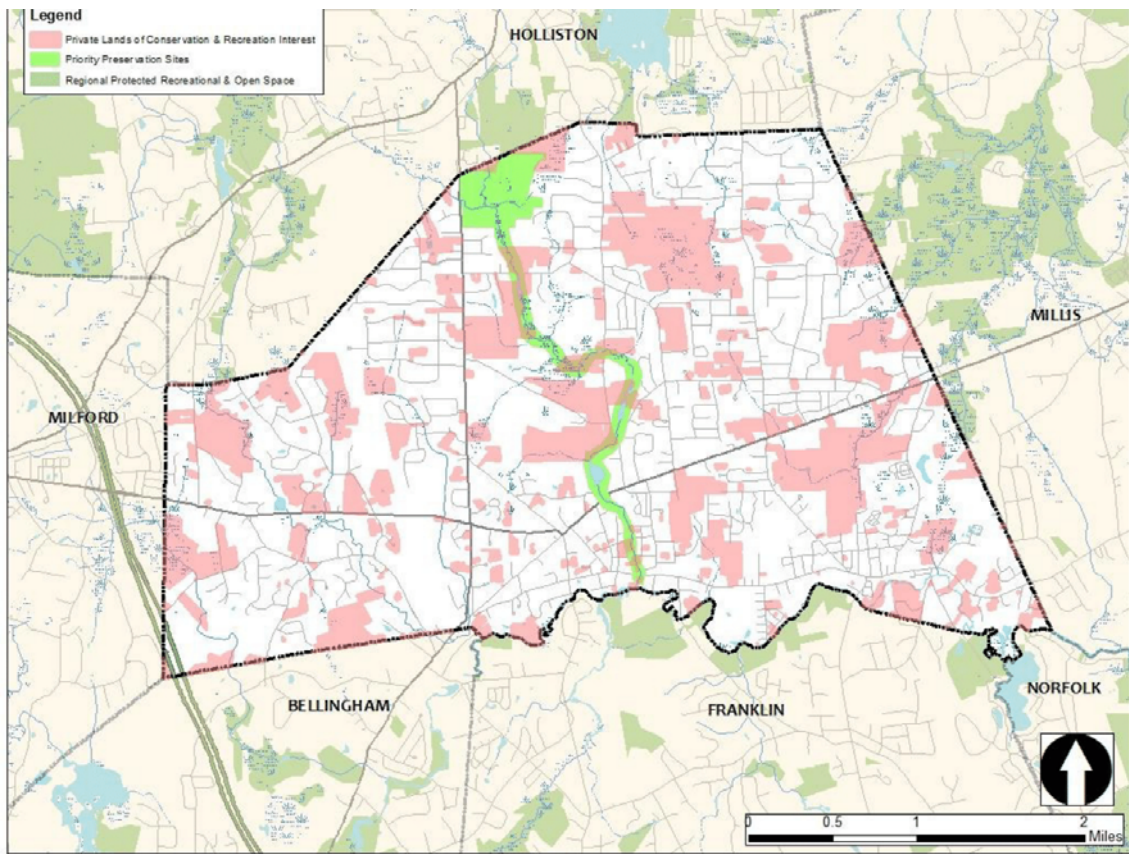 Legend
Private Lands of Conservation & Recreation Interest
Priority Preservation Sites
Regional Protected Recreational & Open Space
HOLLISTON
MILLIS
MILFORD
BELLINGHAM
FRANKLIN
NORFOLK
0 0.5 1 2
Miles